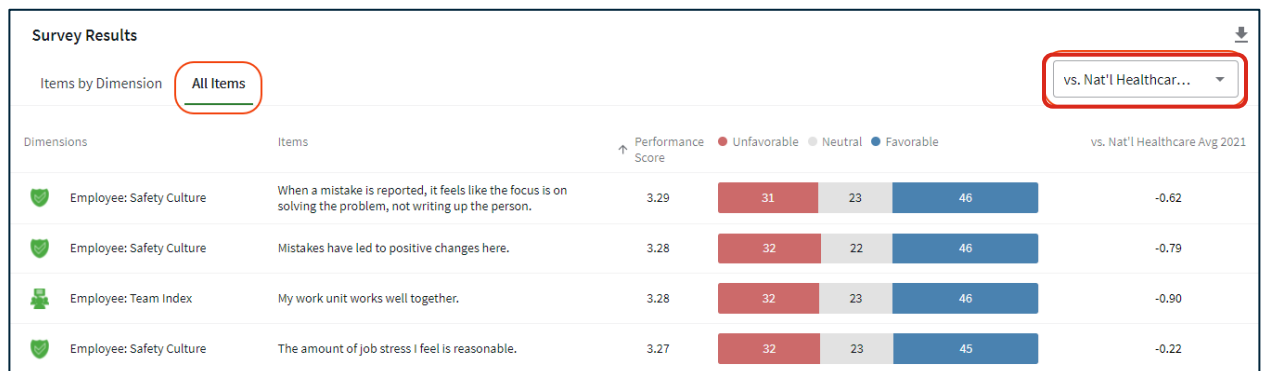 Survey Results
Items by Dimension
All Items
vs. Nat'l Healthcar...
Dimensions
Items
Performance
Score
Unfavorable
Neutral
Favorable
vs. Nat'l Healthcare Avg 2021
Employee: Safety Culture
When a mistake is reported, it feels like the focus is on
solving the problem, not writing up the person.
3.29
31
23
46
-0.62
Employee: Safety Culture
Mistakes have led to positive changes here.
3.28
32
22
46
-0.79
Employee: Team Index
My work unit works well together.
3.28
32
23
46
-0.90
Employee: Safety Culture
The amount of job stress I feel is reasonable.
3.27
32
23
45
-0.22